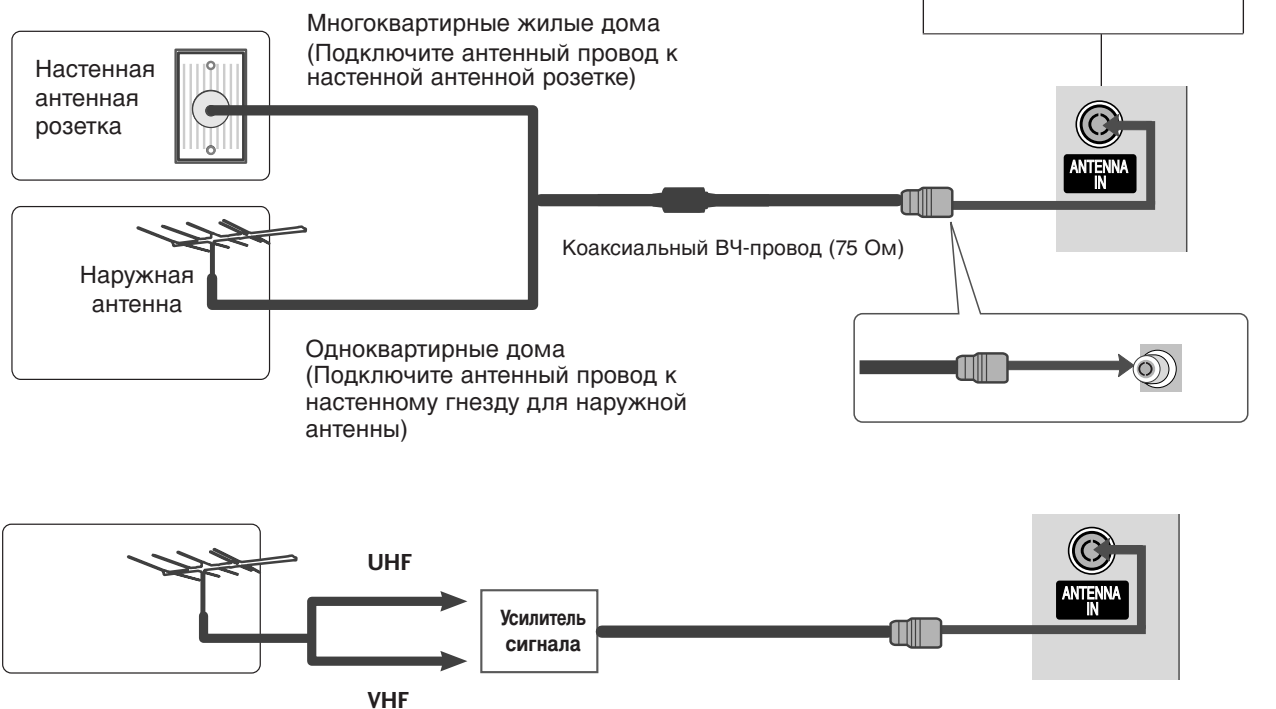 Многоквартирные жилые дома
(Подключите антенный провод к
настенной антенной розетке)
Настенная
антенная
розетка
ANTENNA
IN
Коаксиальный ВЧ-провод (75 Ом)
Наружная
антенна
Одноквартирные дома
(Подключите антенный провод к
настенному гнезду для наружной
антенны)
UHF
Усилитель
сигнала
VHF
ANTENNA
IN